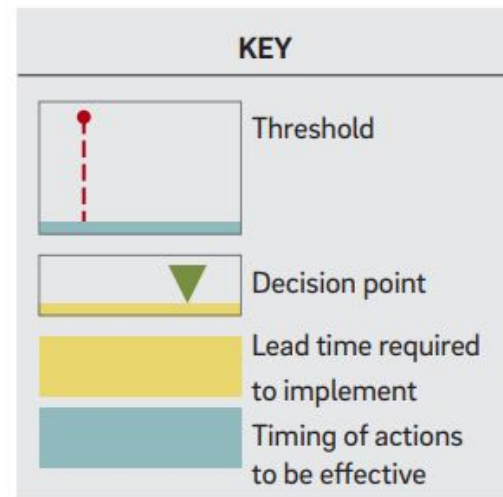 KEY
Threshold
Decision point
Lead time required
to implement
Timing of actions
to be effective